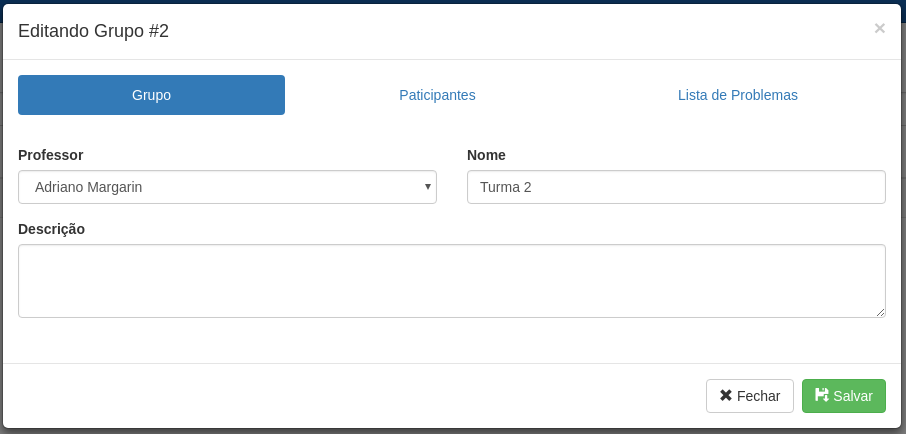 Editando Grupo #2 ×
Grupo Paticipantes Lista de Problemas
Professor Nome
Adriano Margarin Turma 2
Descrição
Fechar Salvar